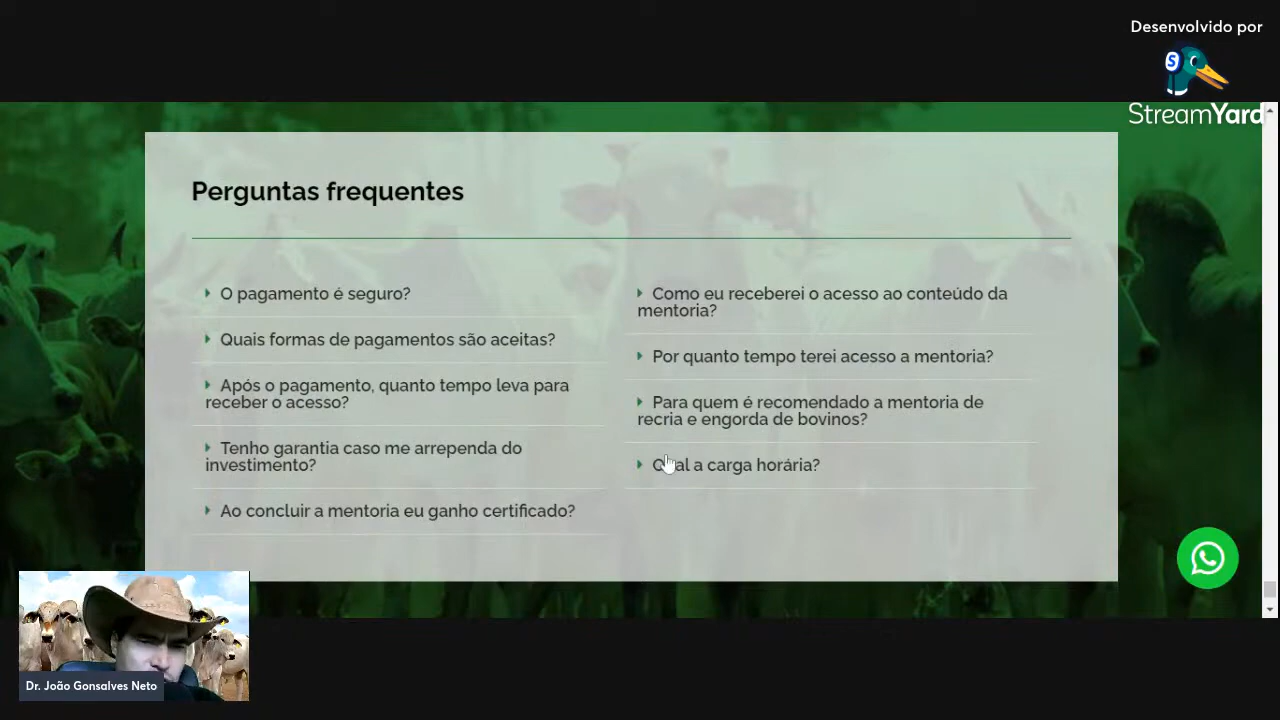 Desenvolvido por
StreamYard
Perguntas frequentes
O pagamento é seguro?
Quais formas de pagamentos são aceitas?
Após o pagamento, quanto tempo leva para
receber o acesso?
Tenho garantia caso me arrependa do
investimento?
Ao concluir a mentoria eu ganho certificado?
Como eu receberei o acesso ao conteúdo da
mentoria?
Por quanto tempo terei acesso a mentoria?
Para quem é recomendado a mentoria de
recria e engorda de bovinos?
Qual a carga horária?
Dr. João Gonsalves Neto